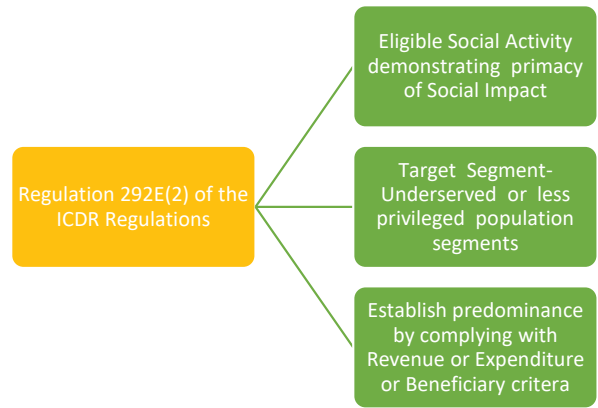 Eligible Social Activity
demonstrating primacy
of Social Impact
Regulation 292E(2) of the
ICDR Regulations
Target Segment-
Underserved or less
privileged population
segments
Establish predominance
by complying with
Revenue or Expenditure
or Beneficiary criteria